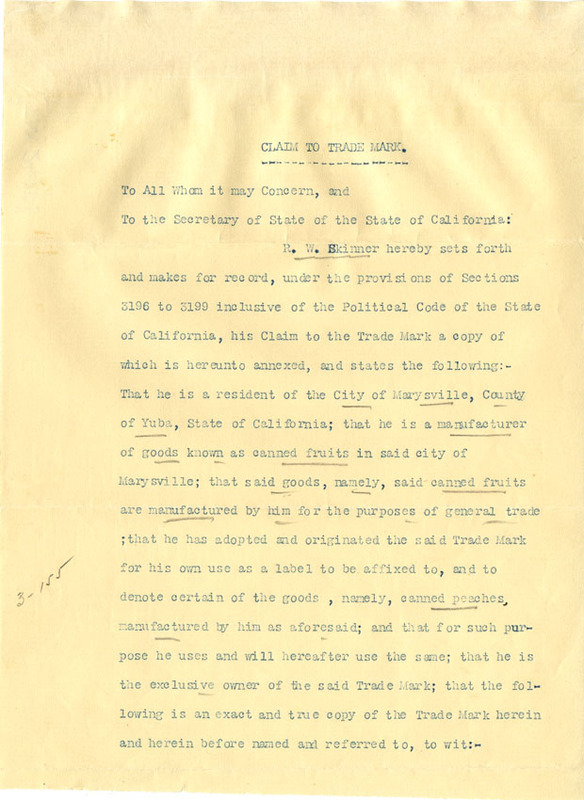 CLAIM TO TRADE MARK.
To All Whom it may Concern, and
To the Secretary of State of the State of California:
R. W. Skinner hereby sets forth
and makes for record, under the provisions of Sections
3196 to 3199 inclusive of the Political Code of the State
of California, his Claim to the Trade Mark a copy of
which is hereunto annexed, and states the following:-
That he is a resident of the City of Marysville, County
of Yuba, State of California; that he is a manufacturer
of goods known as canned fruits in said city of
Marysville; that said goods, namely, said canned fruits
are manufactured by him for the purposes of general trade
;that he has adopted and originated the said Trade Mark
for his own use as a label to be affixed to, and to
denote certain of the goods , namely, canned peaches,
manufactured by him as aforesaid; and that for such pur-
pose he uses and will hereafter use the same; that he is
the exclusive owner of the said Trade Mark; that the fol-
lowing is an exact and true copy of the Trade Mark herein
and herein before named and referred to, to wit:-
3-155